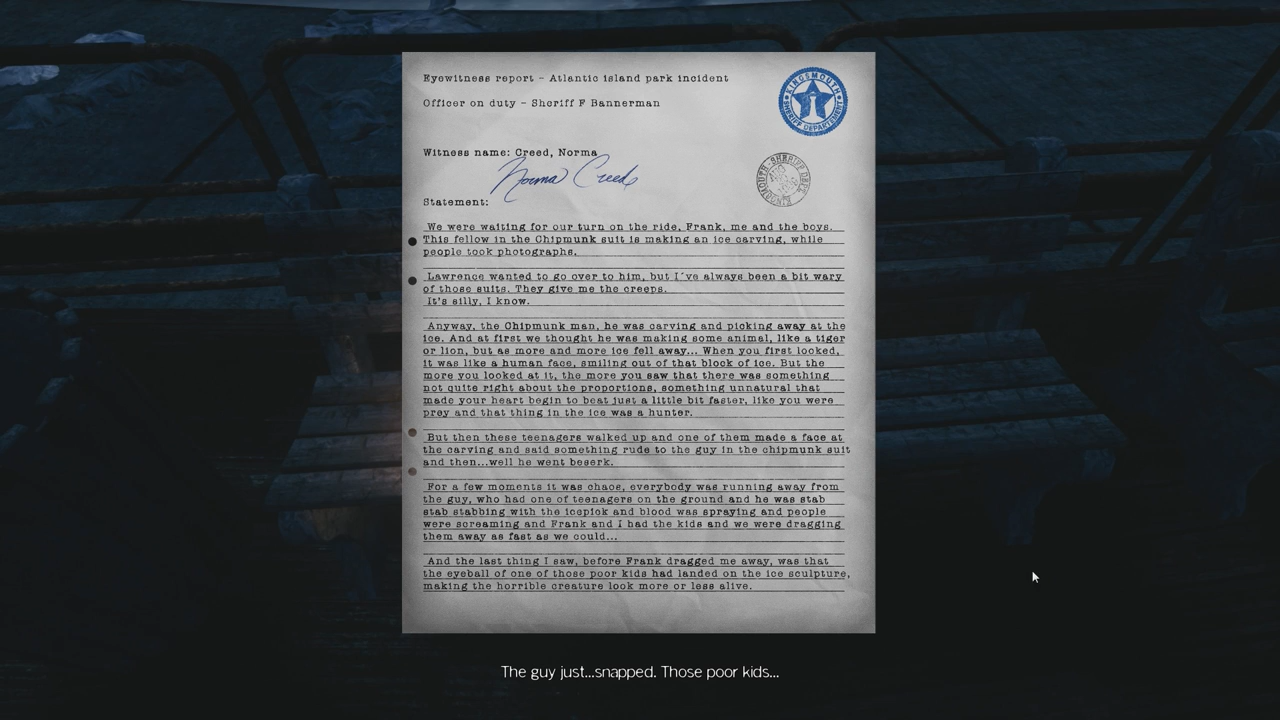 Eyewitness report - Atlantic island park incident
Officer on duty - Sheriff F Bannerman
KINGSMOUTH
SHERIFF DEPARTEMENT
Witness name: Creed, Norma
Norma Creed
Statement:
We were waiting for our turn on the ride, Frank, me and the boys.
This fellow in the Chipmunk suit is making an ice carving, while
people took photographs.
Lawrence wanted to go over to him, but I've always been a bit wary
of those suits. They give me the creeps.
It's silly, I know.
Anyway, the Chipmunk man, he was carving and picking away at the
ice. And at first we thought he was making some animal, like a tiger
or lion, but as more and more ice fell away... When you first looked,
it was like a human face, smiling out of that block of ice. But the
more you looked at it, the more you saw that there was something
not quite right about the proportions, something unnatural that
made your heart begin to beat just a little bit faster, like you were
prey and that thing in the ice was a hunter.
But then these teenagers walked up and one of them made a face at
the carving and said something rude to the guy in the chipmunk suit
and then...well he went beserk.
For a few moments it was chaos, everybody was running away from
the guy, who had one of teenagers on the ground and he was stab
stab stabbing with the icepick and blood was spraying and people
were screaming and Frank and I had the kids and we were dragging
them away as fast as we could...
And the last thing I saw, before Frank dragged me away, was that
the eyeball of one of those poor kids had landed on the ice sculpture,
making the horrible creature look more or less alive.
The guy just...snapped. Those poor kids...